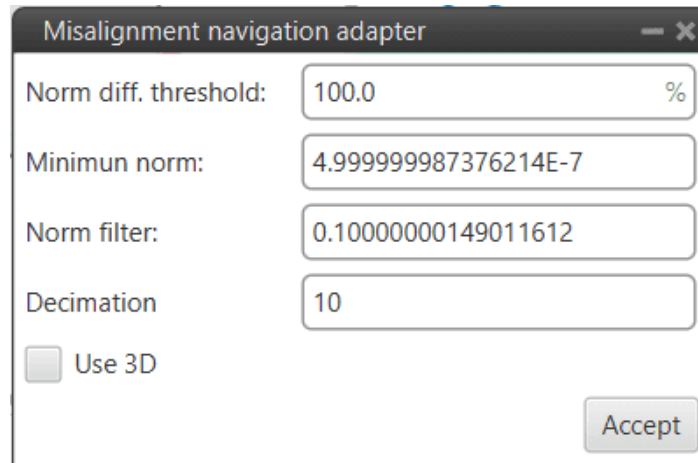 Misalignment navigation adapter
Norm diff. threshold: 100.0 %
Minimun norm: 4.999999987376214E-7
Norm filter: 0.10000000149011612
Decimation 10
Use 3D
Accept